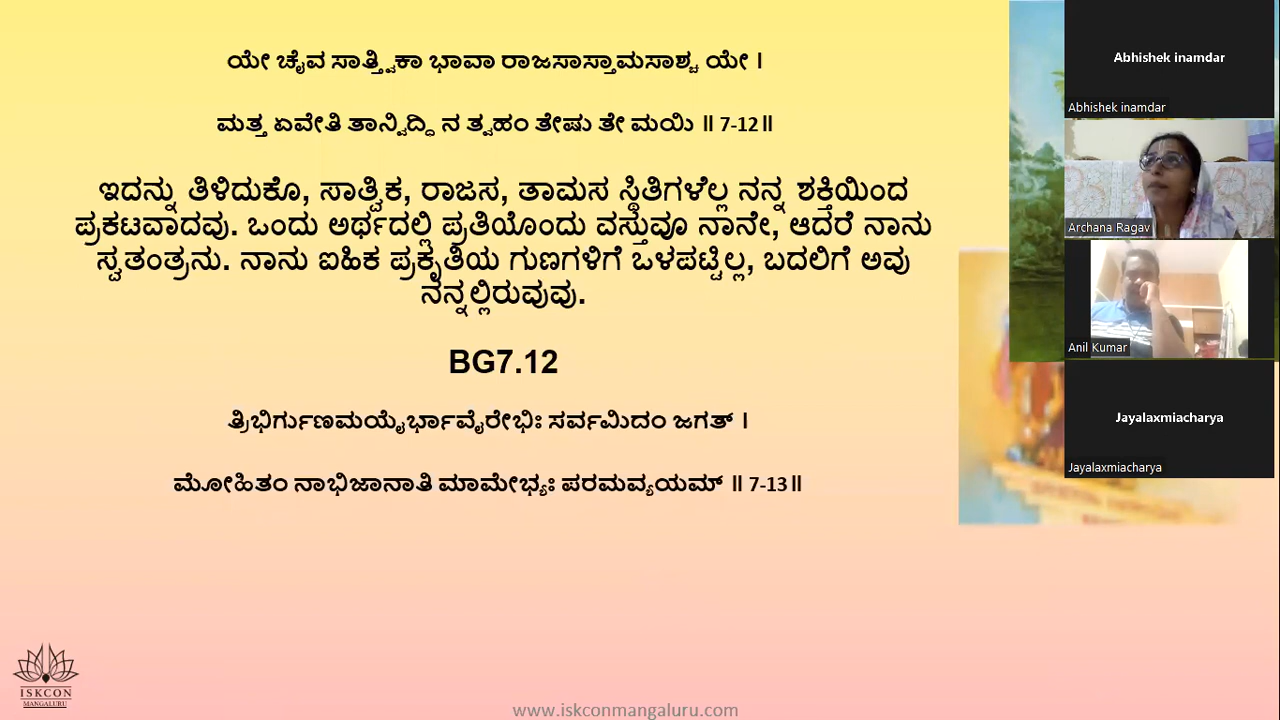 ಯೇ ಚೈವ ಸಾತ್ತ್ವಿಕಾ ಭಾವಾ ರಾಜಸಾಸ್ತಾಮಸಾಶ್ಚ ಯೇ ।
ಮತ್ತ ಏವೇತಿ ತಾನ್ವಿದ್ಧಿ ನ ತ್ವಹಂ ತೇಷು ತೇ ಮಯಿ ॥ 7-12॥
ಇದನ್ನು ತಿಳಿದುಕೊ, ಸಾತ್ವಿಕ, ರಾಜಸ, ತಾಮಸ ಸ್ಥಿತಿಗಳೆಲ್ಲ ನನ್ನ ಶಕ್ತಿಯಿಂದ
ಪ್ರಕಟವಾದವು. ಒಂದು ಅರ್ಥದಲ್ಲಿ ಪ್ರತಿಯೊಂದು ವಸ್ತುವೂ ನಾನೇ, ಆದರೆ ನಾನು
ಸ್ವತಂತ್ರನು. ನಾನು ಐಹಿಕ ಪ್ರಕೃತಿಯ ಗುಣಗಳಿಗೆ ಒಳಪಟ್ಟಿಲ್ಲ, ಬದಲಿಗೆ ಅವು
ನನ್ನಲ್ಲಿರುವುವು.
BG7.12
ತ್ರಿಭಿರ್ಗುಣಮಯೈರ್ಭಾವೈರೇಭಿಃ ಸರ್ವಮಿದಂ ಜಗತ್ ।
ಮೋಹಿತಂ ನಾಭಿಜಾನಾತಿ ಮಾಮೇಭ್ಯಃ ಪರಮವ್ಯಯಮ್ ॥ 7-13॥
ISKCON
MANGALURU
www.iskconmangaluru.com
Abhishek inamdar
Abhishek inamdar
Archana Ragav
Anil Kumar
Jayalaxmiacharya
Jayalaxmiacharya